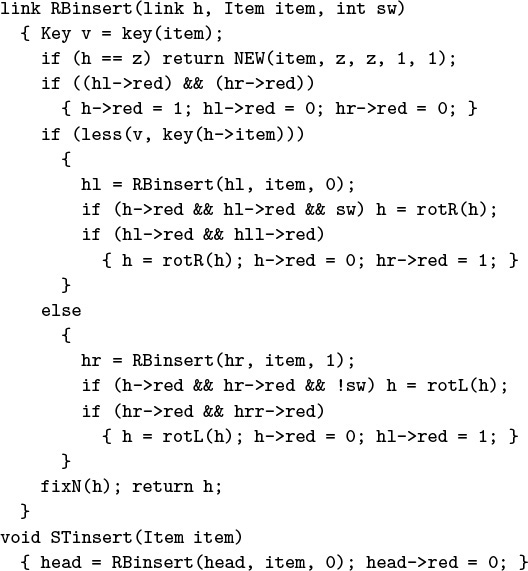 link RBinsert(link h, Item item, int sw)
  { Key v = key(item);
    if (h == z) return NEW(item, z, z, 1, 1);
    if ((hl->red) && (hr->red))
      { h->red = 1; hl->red = 0; hr->red = 0; }
    if (less(v, key(h->item)))
      {
        hl = RBinsert(hl, item, 0);
        if (h->red && hl->red && sw) h = rotR(h);
        if (hl->red && hll->red)
          { h = rotR(h); h->red = 0; hr->red = 1; }
      }
    else
      {
        hr = RBinsert(hr, item, 1);
        if (h->red && hr->red && !sw) h = rotL(h);
        if (hr->red && hrr->red)
          { h = rotL(h); h->red = 0; hl->red = 1; }
      }
    fixN(h); return h;
  }
void STinsert(Item item)
  { head = RBinsert(head, item, 0); head->red = 0; }